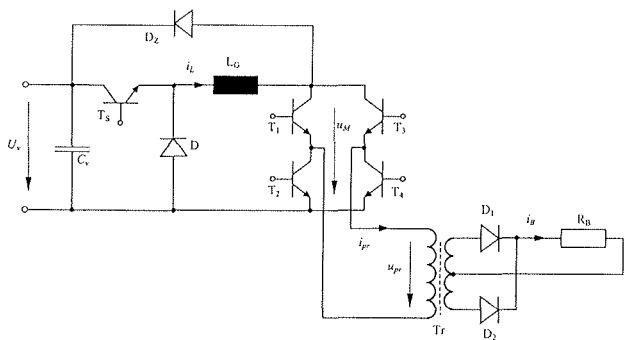 D_Z
i_L
L_G
T_S
T_1
u_M
T_3
U_v
C_v
D
T_2
T_4
D_1
i_B
R_B
i_pr
u_pr
Tr
D_2